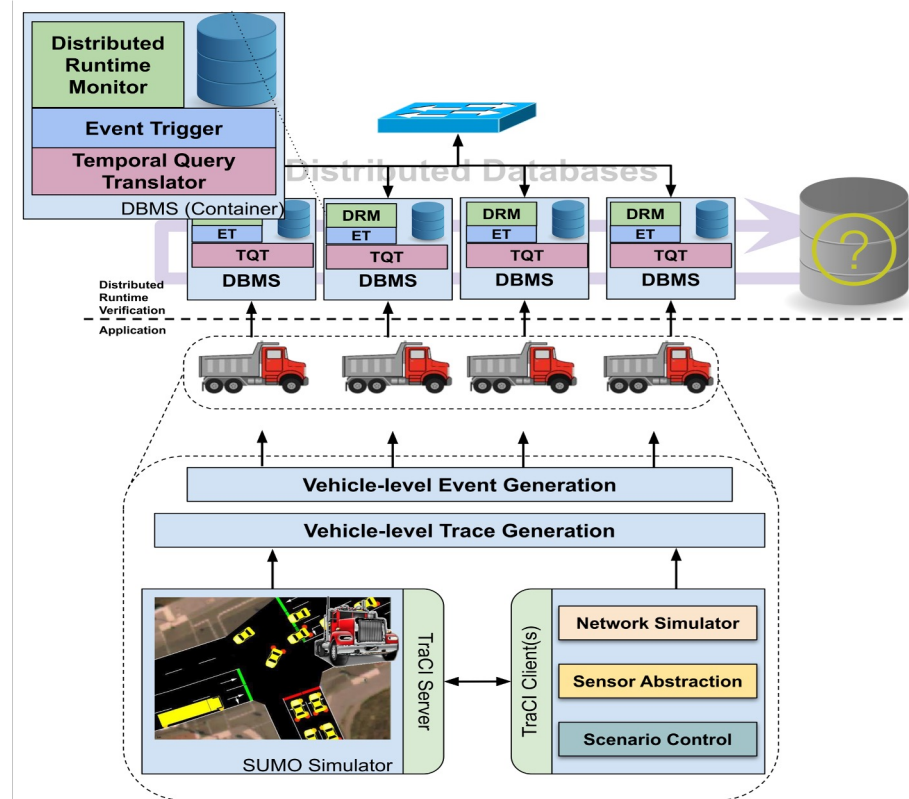 Distributed
Runtime
Monitor
Event Trigger
Temporal Query
Translator
DBMS (Container)
Distributed Databases
DRM
DRM
DRM
ET
ET
ET
ET
TQT
TQT
TQT
TQT
DBMS
DBMS
DBMS
DBMS
?
Distributed
Runtime
Verification
Application
Vehicle-level Event Generation
Vehicle-level Trace Generation
SUMO Simulator
TraCI Server
TraCI Client(s)
Network Simulator
Sensor Abstraction
Scenario Control